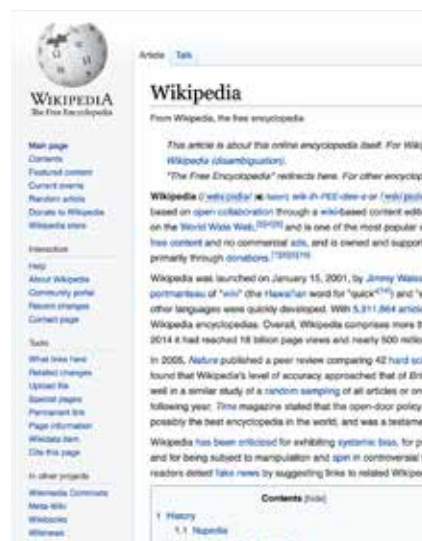 WIKIPEDIA
The Free Encyclopedia
Main page
Contents
Featured content
Current events
Random article
Donate to Wikipedia
Wikipedia store
Interaction
Help
About Wikipedia
Community portal
Recent changes
Contact page
Tools
What links here
Related changes
Upload file
Special pages
Permanent link
Page information
Wikidata item
Cite this page
In other projects
Wikimedia Commons
Meta-Wiki
Wikibooks
Wikinews
Article Talk
Wikipedia
From Wikipedia, the free encyclopedia
This article is about this online encyclopedia itself. For Wiki
Wikipedia (disambiguation).
"The Free Encyclopedia" redirects here. For other encyclop
Wikipedia
based on open collaboration through a wiki-based content edit
on the World Wide Web, and is one of the most popular
free content and no commercial ads, and is owned and support
primarily through donations.
Wikipedia was launched on January 15, 2001, by Jimmy Wales
portmanteau of "wiki" (the Hawai'ian word for "quick") and "e
other languages were quickly developed. With articl
Wikipedia encyclopedias. Overall, Wikipedia comprises more th
2014 it had reached 18 billion page views and nearly 500 millio
In 2005, Nature published a peer review comparing 42 hard sc
found that Wikipedia's level of accuracy approached that of Bri
well in a similar study of a random sampling of all articles or on
following year, Time magazine stated that the open-door policy
possibly the best encyclopedia in the world, and was a testame
Wikipedia has been criticized for exhibiting systemic bias, for p
and for being subject to manipulation and spin in controversial
readers detect fake news by suggesting links to related Wikipe
Contents [hide]
1 History
1.1 Nupedia